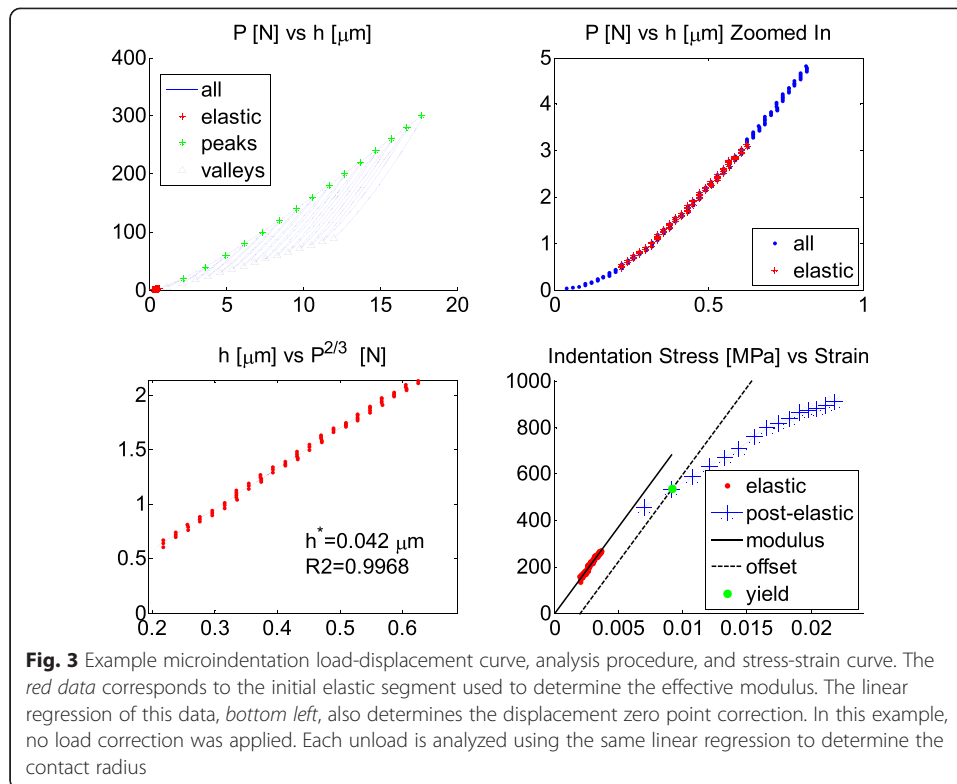 P [N] vs h [μm]
400
300
200
100
0
0 5 10 15 20
all
elastic
peaks
valleys
P [N] vs h [μm] Zoomed In
5
4
3
2
1
0
0 0.5 1
all
elastic
h [μm] vs P^2/3 [N]
2
1.5
1
0.5
0
0.2 0.3 0.4 0.5 0.6
h*=0.042 μm
R2=0.9968
Indentation Stress [MPa] vs Strain
1000
800
600
400
200
0
0 0.005 0.01 0.015 0.02
elastic
post-elastic
modulus
offset
yield
Fig. 3 Example microindentation load-displacement curve, analysis procedure, and stress-strain curve. The
red data corresponds to the initial elastic segment used to determine the effective modulus. The linear
regression of this data, bottom left, also determines the displacement zero point correction. In this example,
no load correction was applied. Each unload is analyzed using the same linear regression to determine the
contact radius